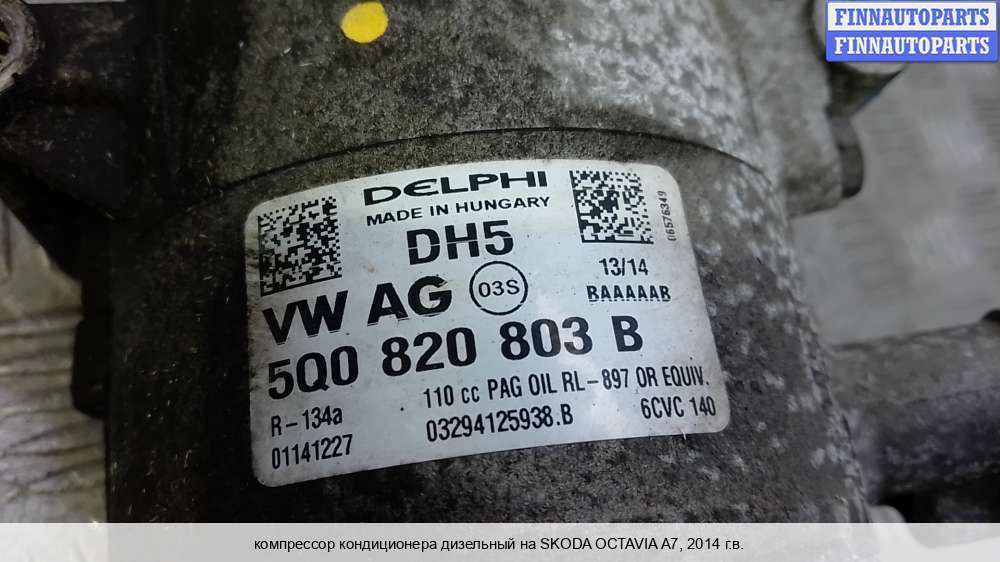 FINNAUTOPARTS
FINNAUTOPARTS
DELPHI
MADE IN HUNGARY
DH5
06576349
13/14
BAAAAAB
VW AG 03S
5Q0 820 803 B
R-134a
110 cc PAG OIL RL-897 OR EQUIV.
01141227
03294125938.B
6CVC 140
компрессор кондиционера дизельный на SKODA OCTAVIA A7, 2014 г.в.